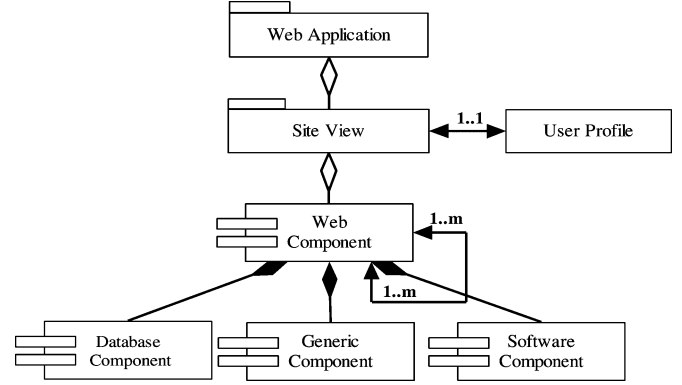 Web Application
Site View
1..1
User Profile
Web
Component
1..m
1..m
Database
Component
Generic
Component
Software
Component